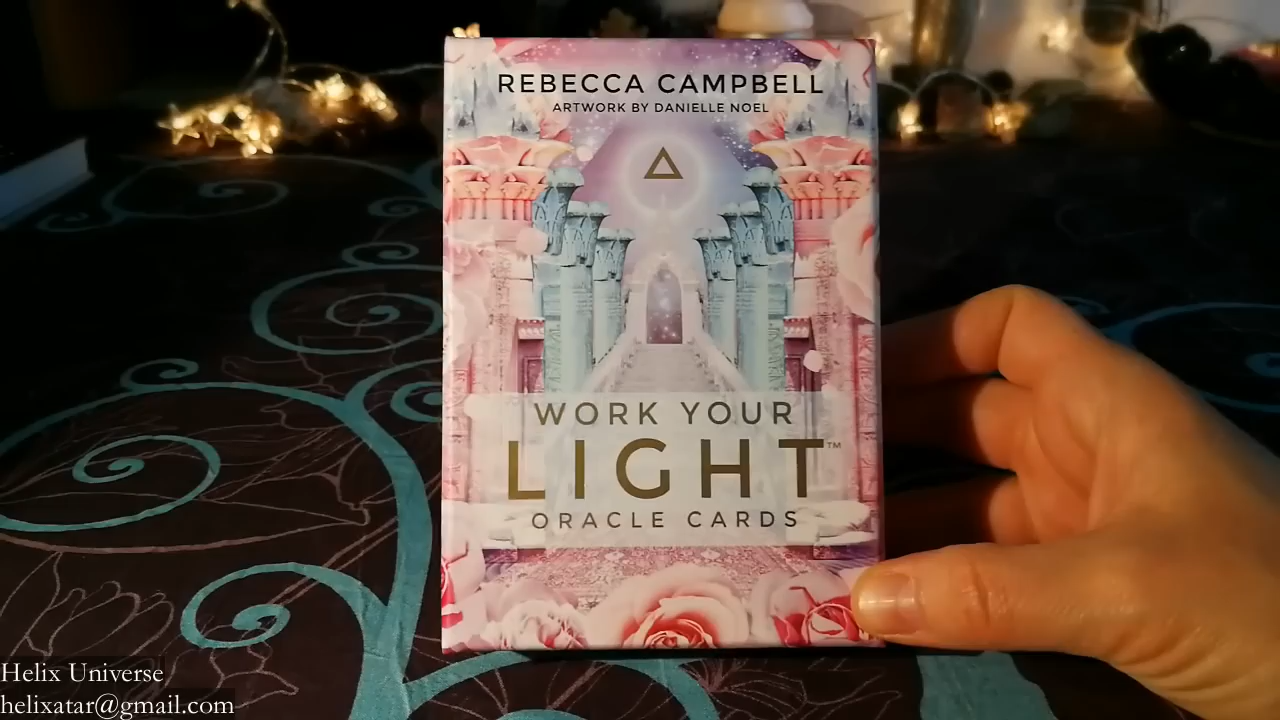 REBECCA CAMPBELL
ARTWORK BY DANIELLE NOEL
WORK YOUR
LIGHT™
ORACLE CARDS
Helix Universe
helixatar@gmail.com